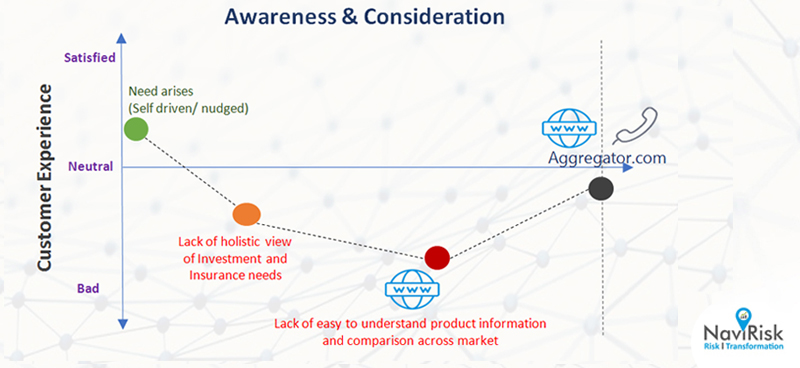 Awareness & Consideration
Satisfied
Need arises
(Self driven/ nudged)
Customer Experience
www
Aggregator.com
Neutral
Lack of holistic view
of Investment and
Insurance needs
Bad
www
Lack of easy to understand product information
and comparison across market
NaviRisk
Risk | Transformation